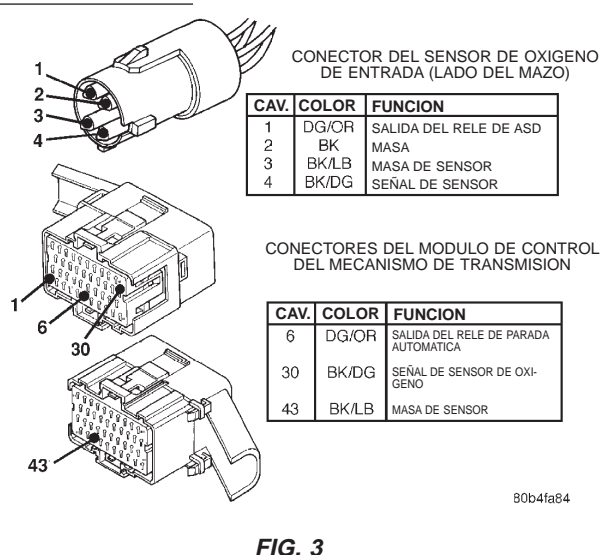 CONECTOR DEL SENSOR DE OXIGENO
DE ENTRADA (LADO DEL MAZO)
1
2
3
4
CAV. COLOR FUNCION
1 DG/OR SALIDA DEL RELE DE ASD
2 BK MASA
3 BK/LB MASA DE SENSOR
4 BK/DG SEÑAL DE SENSOR
CONECTORES DEL MODULO DE CONTROL
DEL MECANISMO DE TRANSMISION
1
6
30
43
CAV. COLOR FUNCION
6 DG/OR SALIDA DEL RELE DE PARADA
AUTOMATICA
30 BK/DG SEÑAL DE SENSOR DE OXI-
GENO
43 BK/LB MASA DE SENSOR
80b4fa84
FIG. 3